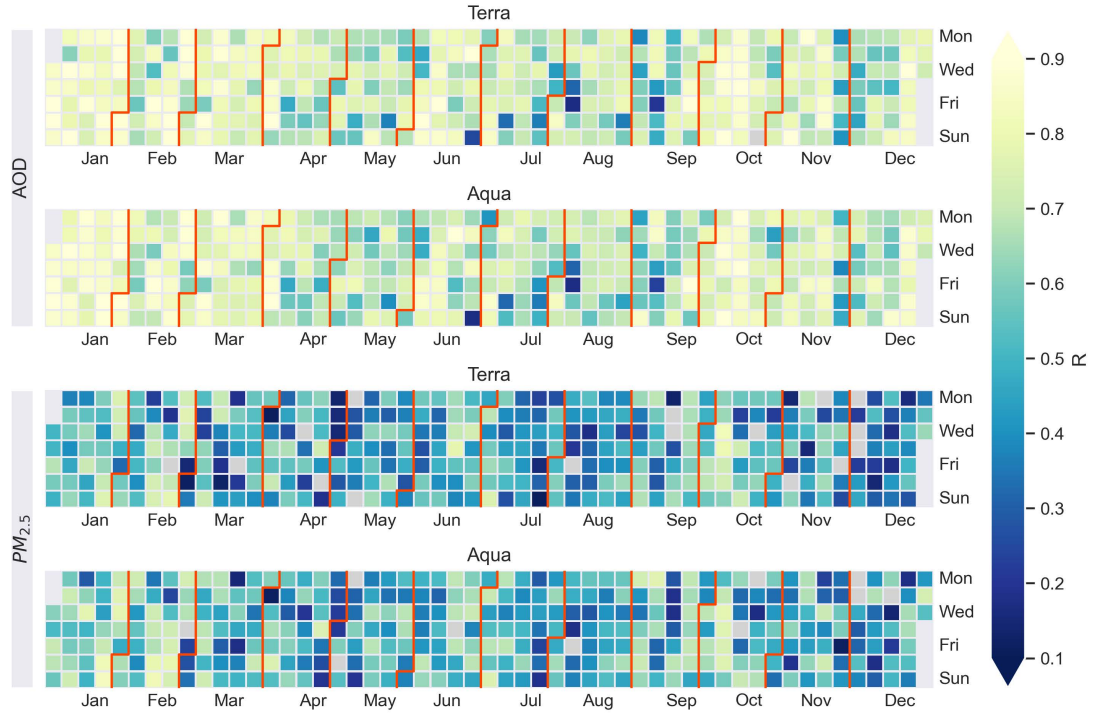 Terra
Mon
Wed
Fri
Sun
Jan Feb Mar Apr May Jun Jul Aug Sep Oct Nov Dec
AOD
Aqua
Mon
Wed
Fri
Sun
Jan Feb Mar Apr May Jun Jul Aug Sep Oct Nov Dec
Terra
Mon
Wed
Fri
Sun
Jan Feb Mar Apr May Jun Jul Aug Sep Oct Nov Dec
PM2.5
Aqua
Mon
Wed
Fri
Sun
Jan Feb Mar Apr May Jun Jul Aug Sep Oct Nov Dec
0.9
0.8
0.7
0.6
0.5
0.4
0.3
0.2
0.1
R